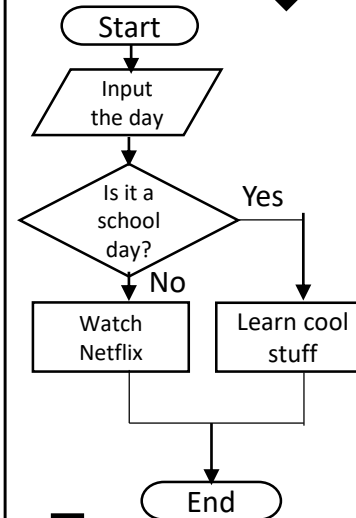 Start
Input
the day
Is it a
school
day?
Yes
No
Watch
Netflix
Learn cool
stuff
End